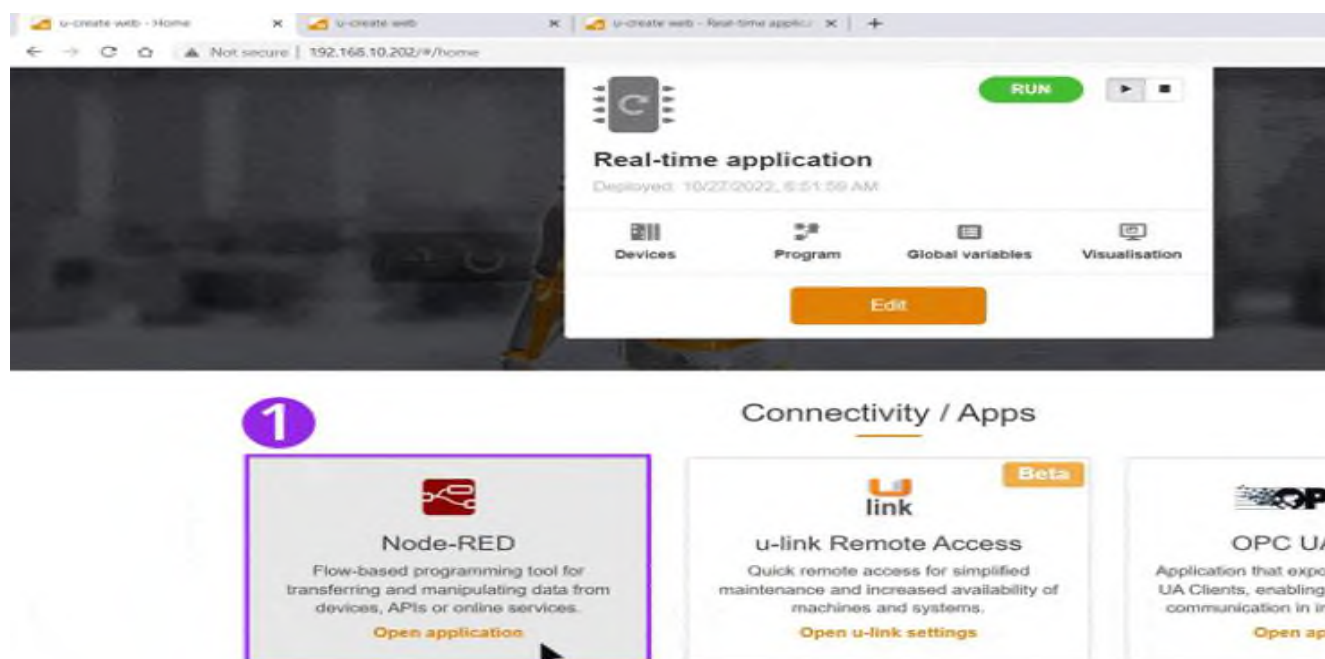 u-create web - Home
u-create web
u-create web - Real-time applic
Not secure | 192.168.10.202/#/home
RUN
Real-time application
Deployed: 10/27/2022, 6:51:59 AM
Devices
Program
Global variables
Visualisation
Edit
1
Connectivity / Apps
Node-RED
Flow-based programming tool for
transferring and manipulating data from
devices, APIs or online services.
Open application
Beta
u
link
u-link Remote Access
Quick remote access for simplified
maintenance and increased availability of
machines and systems.
Open u-link settings
OP
OPC UA
Application that expo
UA Clients, enabling
communication in i
Open ap